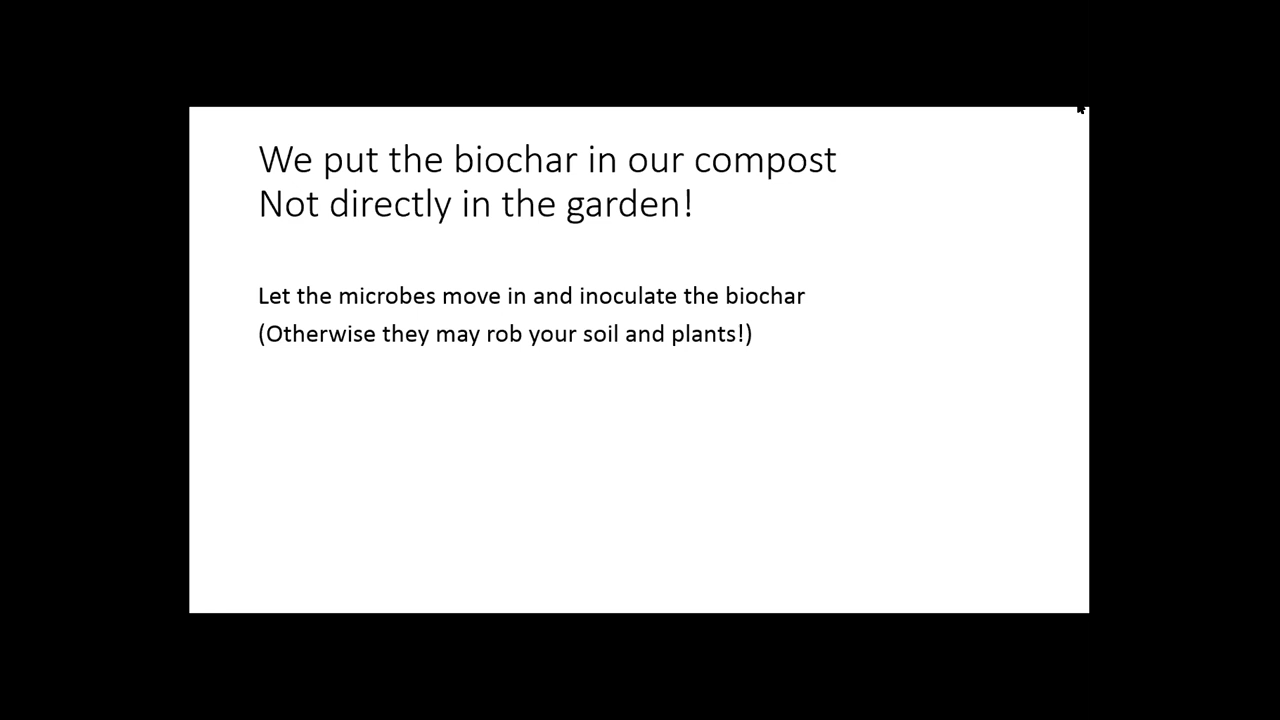 We put the biochar in our compost
Not directly in the garden!
Let the microbes move in and inoculate the biochar
(Otherwise they may rob your soil and plants!)